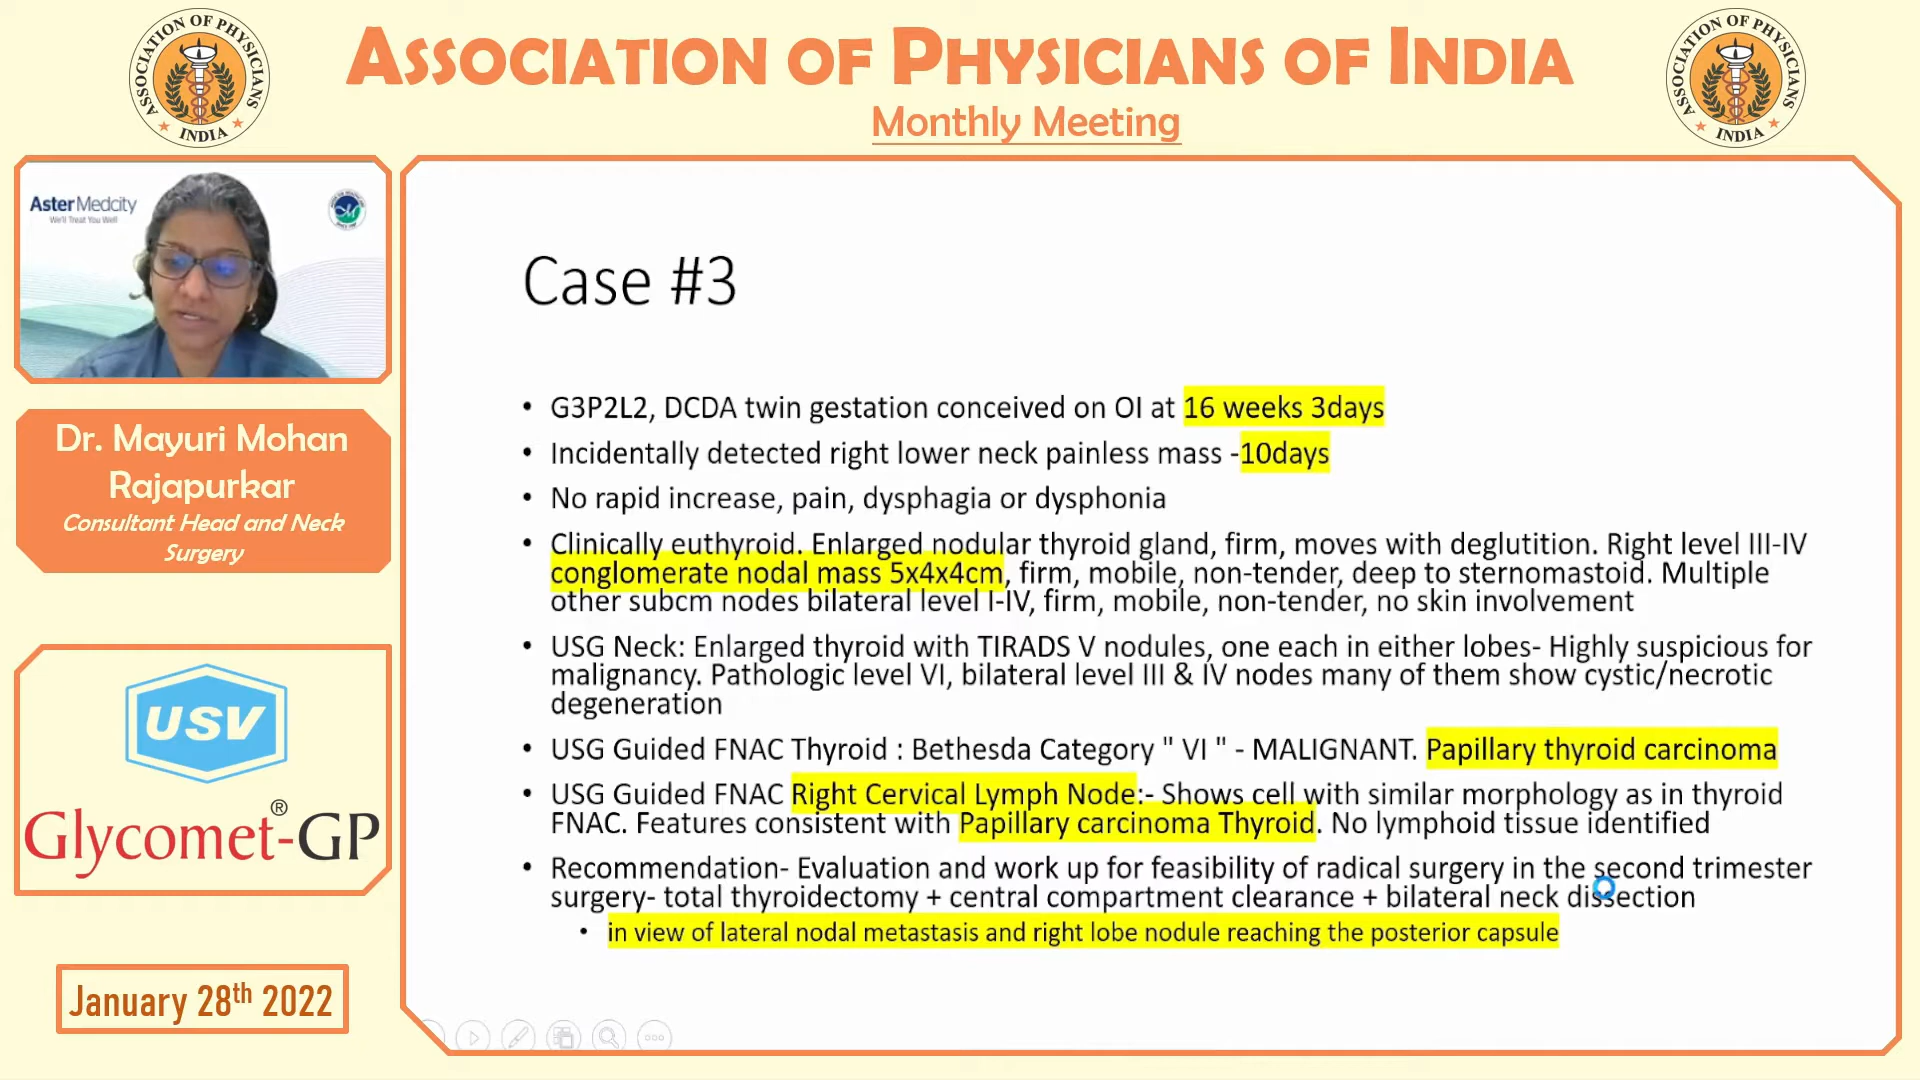 ASSOCIATION OF PHYSICIANS OF INDIA
Monthly Meeting
ASSOCIATION OF PHYSICIANS
INDIA
ASSOCIATION OF PHYSICIANS
INDIA
Aster Medcity
We'll Treat You Well
Dr. Mayuri Mohan
Rajapurkar
Consultant Head and Neck
Surgery
USV
Glycomet®-GP
January 28th 2022
Case #3
• G3P2L2, DCDA twin gestation conceived on OI at 16 weeks 3days
• Incidentally detected right lower neck painless mass -10days
• No rapid increase, pain, dysphagia or dysphonia
• Clinically euthyroid. Enlarged nodular thyroid gland, firm, moves with deglutition. Right level III-IV
conglomerate nodal mass 5x4x4cm, firm, mobile, non-tender, deep to sternomastoid. Multiple
other subcm nodes bilateral level I-IV, firm, mobile, non-tender, no skin involvement
• USG Neck: Enlarged thyroid with TIRADS V nodules, one each in either lobes- Highly suspicious for
malignancy. Pathologic level VI, bilateral level III & IV nodes many of them show cystic/necrotic
degeneration
• USG Guided FNAC Thyroid : Bethesda Category " VI " - MALIGNANT. Papillary thyroid carcinoma
• USG Guided FNAC Right Cervical Lymph Node:- Shows cell with similar morphology as in thyroid
FNAC. Features consistent with Papillary carcinoma Thyroid. No lymphoid tissue identified
• Recommendation- Evaluation and work up for feasibility of radical surgery in the second trimester
surgery- total thyroidectomy + central compartment clearance + bilateral neck dissection
• in view of lateral nodal metastasis and right lobe nodule reaching the posterior capsule